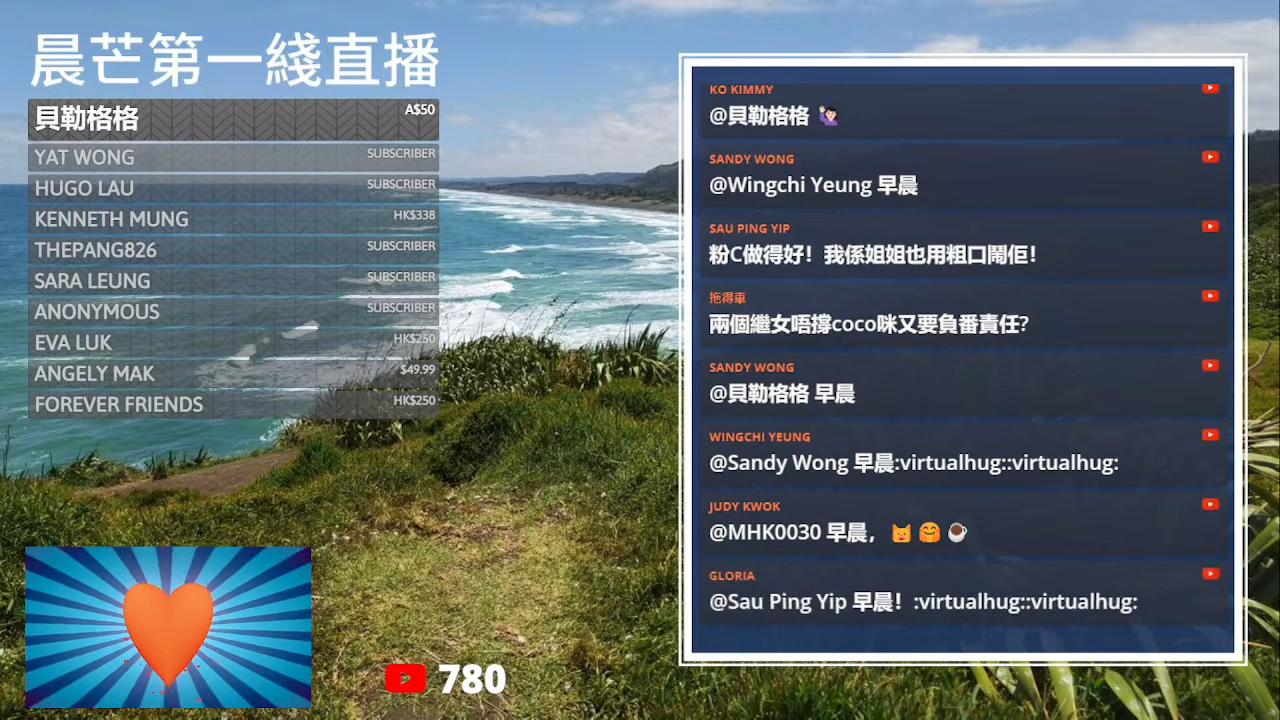 晨芒第一綫直播
貝勒格格 A$50
YAT WONG SUBSCRIBER
HUGO LAU SUBSCRIBER
KENNETH MUNG HK$338
THEPANG826 SUBSCRIBER
SARA LEUNG SUBSCRIBER
ANONYMOUS SUBSCRIBER
EVA LUK HK$250
ANGELY MAK $49.99
FOREVER FRIENDS HK$250
780
KO KIMMY
@貝勒格格 🙋🏻‍♀️
SANDY WONG
@Wingchi Yeung 早晨
SAU PING YIP
粉C做得好！我係姐姐也用粗口鬧佢！
拖得車
兩個繼女唔撐coco咪又要負番責任?
SANDY WONG
@貝勒格格 早晨
WINGCHI YEUNG
@Sandy Wong 早晨:virtualhug::virtualhug:
JUDY KWOK
@MHK0030 早晨， 🐱 🤗 ☕
GLORIA
@Sau Ping Yip 早晨！:virtualhug::virtualhug: